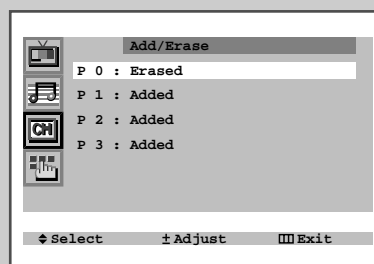 Add/Erase
P 0 : Erased
P 1 : Added
P 2 : Added
CH
P 3 : Added
Select ± Adjust Exit